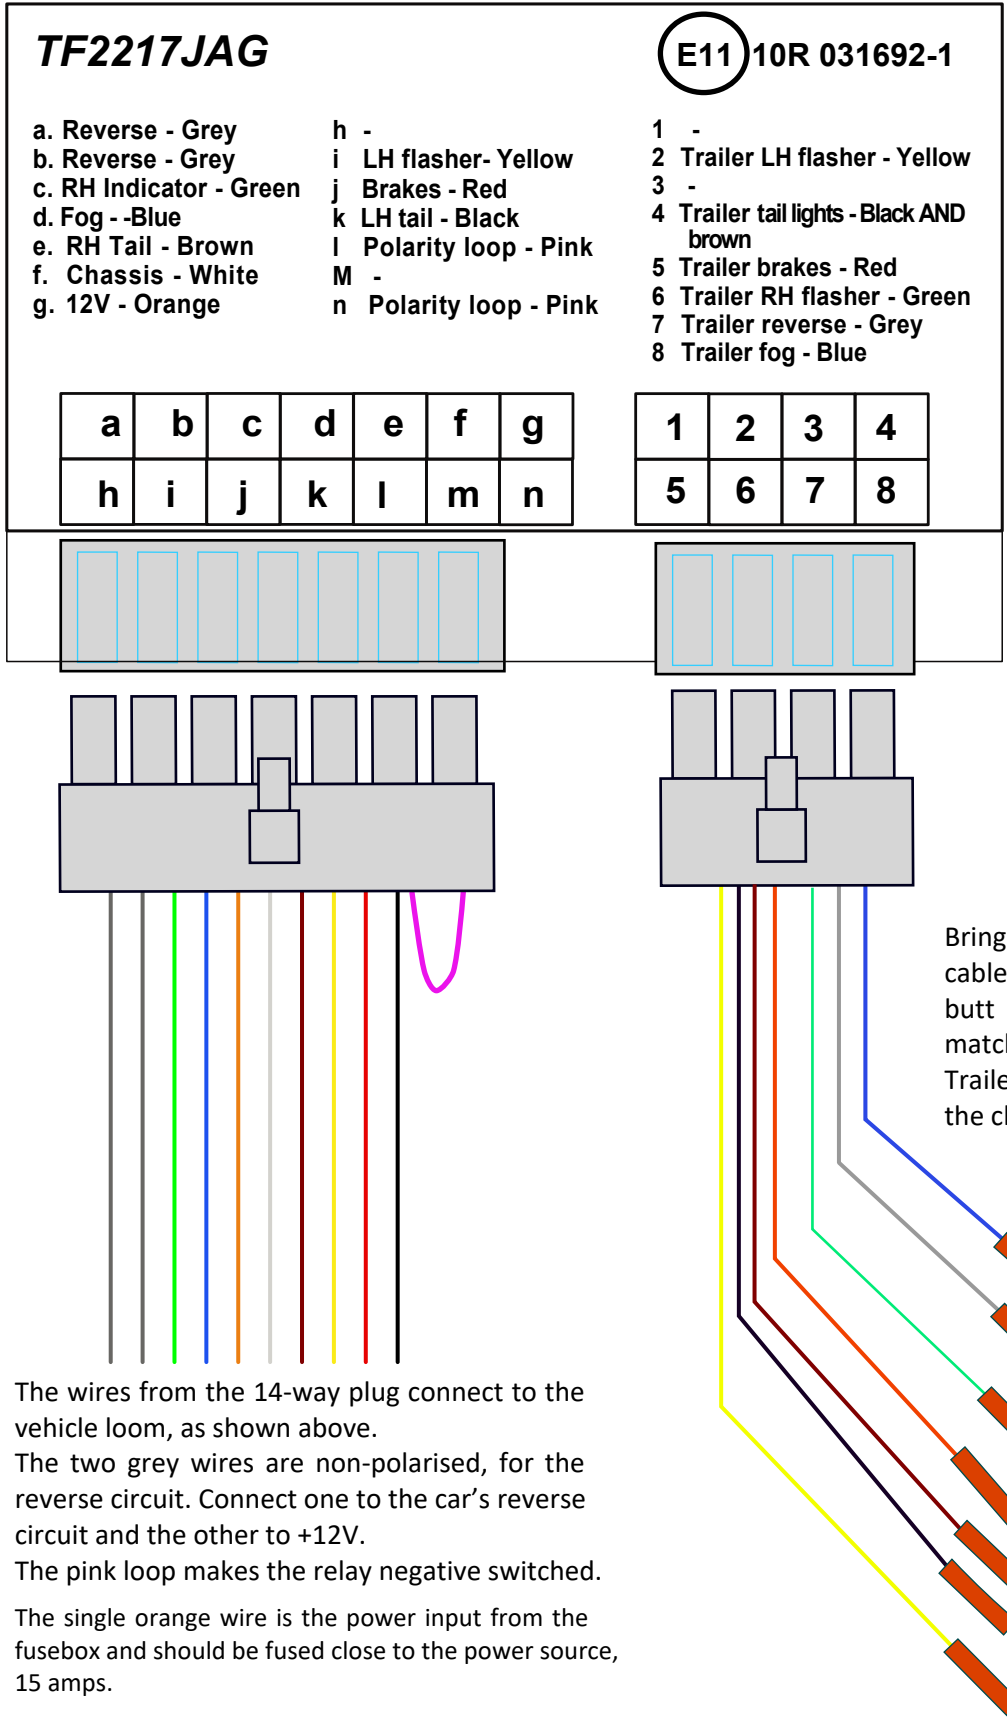 TF2217JAG
E11 10R 031692-1
a. Reverse - Grey
b. Reverse - Grey
c. RH Indicator - Green
d. Fog - -Blue
e. RH Tail - Brown
f. Chassis - White
g. 12V - Orange
h -
i LH flasher- Yellow
j Brakes - Red
k LH tail - Black
l Polarity loop - Pink
M -
n Polarity loop - Pink
1 -
2 Trailer LH flasher - Yellow
3 -
4 Trailer tail lights - Black AND
brown
5 Trailer brakes - Red
6 Trailer RH flasher - Green
7 Trailer reverse - Grey
8 Trailer fog - Blue
a b c d e f g
h i j k l m n
1 2 3 4
5 6 7 8
Bring
cable
butt
match
Traile
the cl
The wires from the 14-way plug connect to the
vehicle loom, as shown above.
The two grey wires are non-polarised, for the
reverse circuit. Connect one to the car's reverse
circuit and the other to +12V.
The pink loop makes the relay negative switched.
The single orange wire is the power input from the
fusebox and should be fused close to the power source,
15 amps.